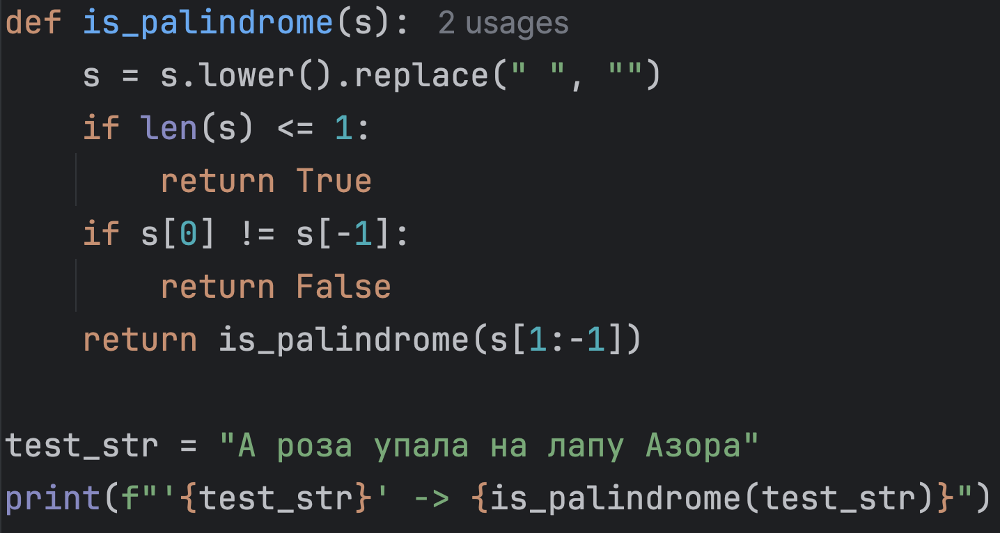 def is_palindrome(s): 2 usages
    s = s.lower().replace(" ", "")
    if len(s) <= 1:
        return True
    if s[0] != s[-1]:
        return False
    return is_palindrome(s[1:-1])

test_str = "А роза упала на лапу Азора"
print(f"'{test_str}' -> {is_palindrome(test_str)}")